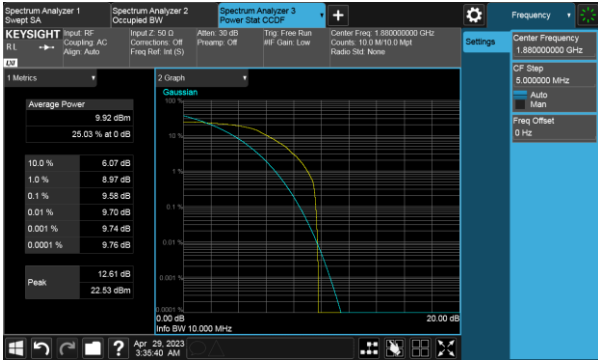 Spectrum Analyzer 1
Swept SA
Spectrum Analyzer 2
Occupied BW
Spectrum Analyzer 3
Power Stat CCDF
Frequency
KEYSIGHT
Input: RF
Input Z: 50 Ω
Atten: 30 dB
Trig: Free Run
Center Freq: 1.880000000 GHz
RL
Coupling: AC
Corrections: Off
Preamp: Off
#IF Gain: Low
Counts: 10.0 M/10.0 Mpt
Align: Auto
Freq Ref: Int (S)
Radio Std: None
LW
Settings
Center Frequency
1.880000000 GHz
CF Step
5.000000 MHz
Auto
Man
Freq Offset
0 Hz
1 Metrics
Average Power
9.92 dBm
25.03 % at 0 dB
10.0 % 6.07 dB
1.0 % 8.97 dB
0.1 % 9.58 dB
0.01 % 9.70 dB
0.001 % 9.74 dB
0.0001 % 9.76 dB
Peak
12.61 dB
22.53 dBm
2 Graph
Gaussian
100 %
10 %
1 %
0.1 %
0.01 %
0.001 %
0.0001 %
0.00 dB
20.00 dB
Info BW 10.000 MHz
?
Apr 29, 2023
3:35:40 AM